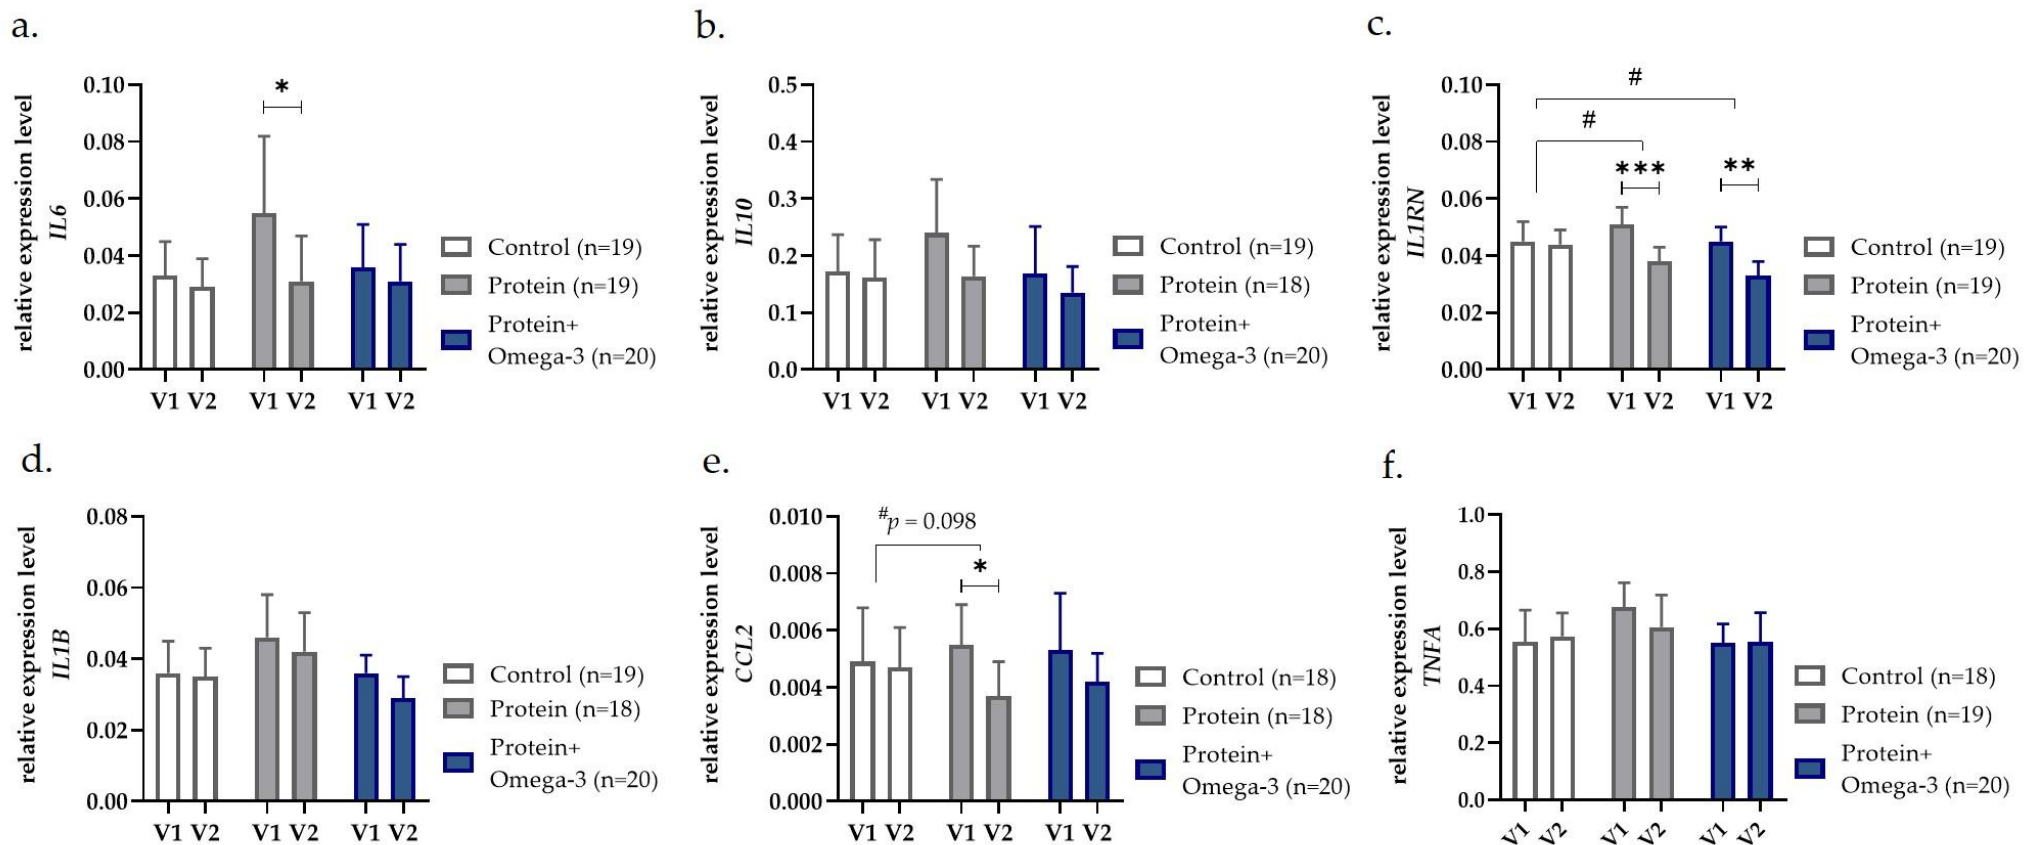 a.
relative expression level
IL6
0.10
0.08
0.06
0.04
0.02
0.00
*
V1 V2 V1 V2 V1 V2
Control (n=19)
Protein (n=19)
Protein+
Omega-3 (n=20)
b.
relative expression level
IL10
0.5
0.4
0.3
0.2
0.1
0.0
V1 V2 V1 V2 V1 V2
Control (n=19)
Protein (n=18)
Protein+
Omega-3 (n=20)
c.
relative expression level
IL1RN
0.10
0.08
0.06
0.04
0.02
0.00
#
#
*** **
V1 V2 V1 V2 V1 V2
Control (n=19)
Protein (n=19)
Protein+
Omega-3 (n=20)
d.
relative expression level
IL1B
0.08
0.06
0.04
0.02
0.00
V1 V2 V1 V2 V1 V2
Control (n=19)
Protein (n=18)
Protein+
Omega-3 (n=20)
e.
relative expression level
CCL2
0.010
0.008
0.006
0.004
0.002
0.000
#p = 0.098
*
V1 V2 V1 V2 V1 V2
Control (n=18)
Protein (n=18)
Protein+
Omega-3 (n=20)
f.
relative expression level
TNFA
1.0
0.8
0.6
0.4
0.2
0.0
V1 V2 V1 V2 V1 V2
Control (n=18)
Protein (n=19)
Protein+
Omega-3 (n=20)